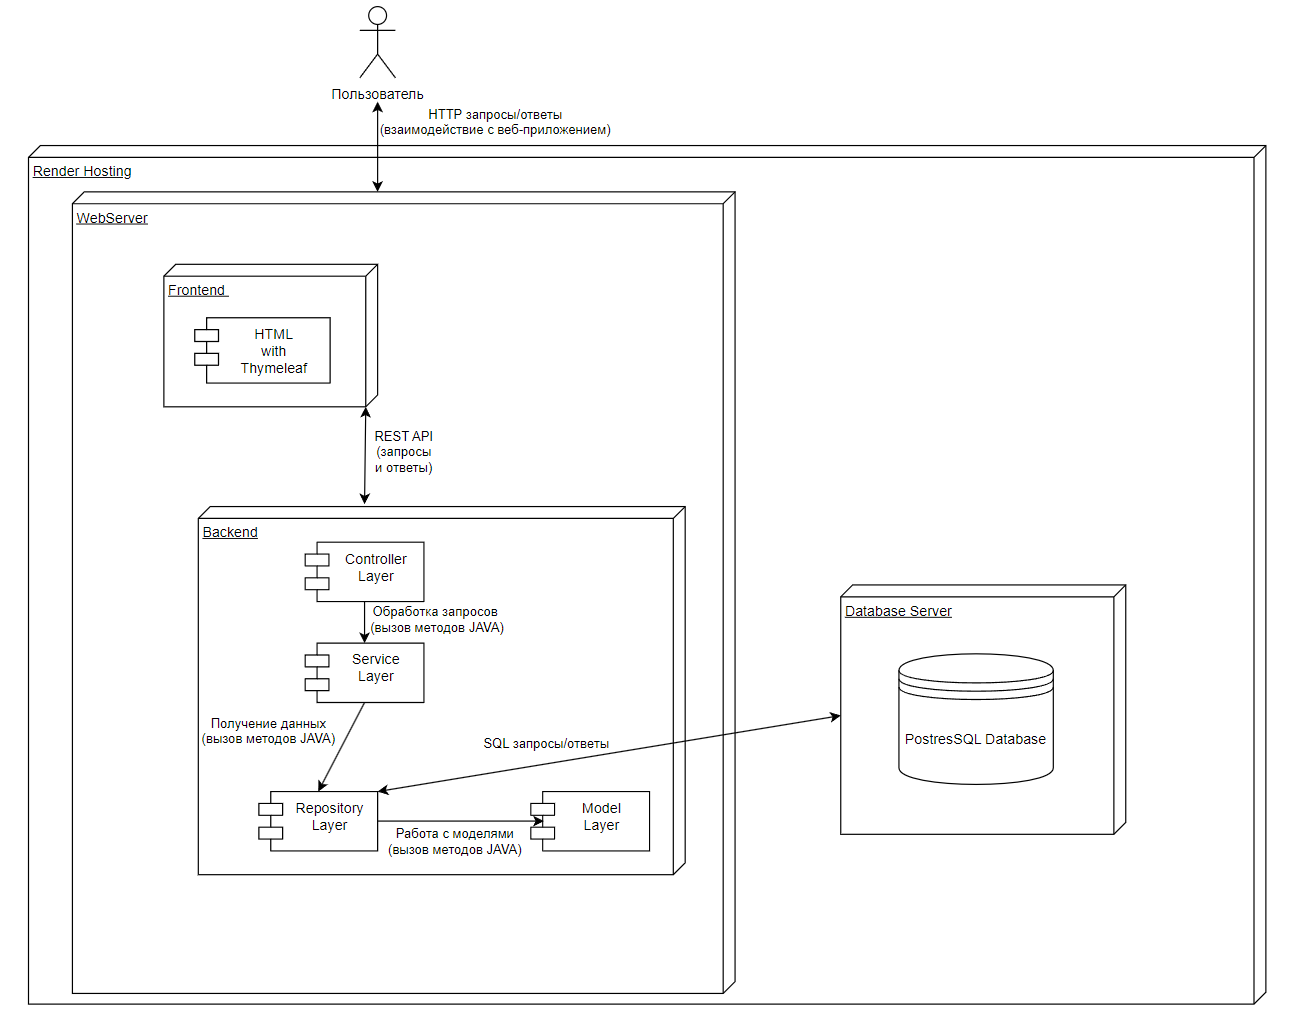 Пользователь
HTTP запросы/ответы
(взаимодействие с веб-приложением)
Render Hosting
WebServer
Frontend
HTML
with
Thymeleaf
REST API
(запросы
и ответы)
Backend
Controller
Layer
Обработка запросов
(вызов методов JAVA)
Service
Layer
Получение данных
(вызов методов JAVA)
SQL запросы/ответы
Repository
Layer
Работа с моделями
(вызов методов JAVA)
Model
Layer
Database Server
PostresSQL Database